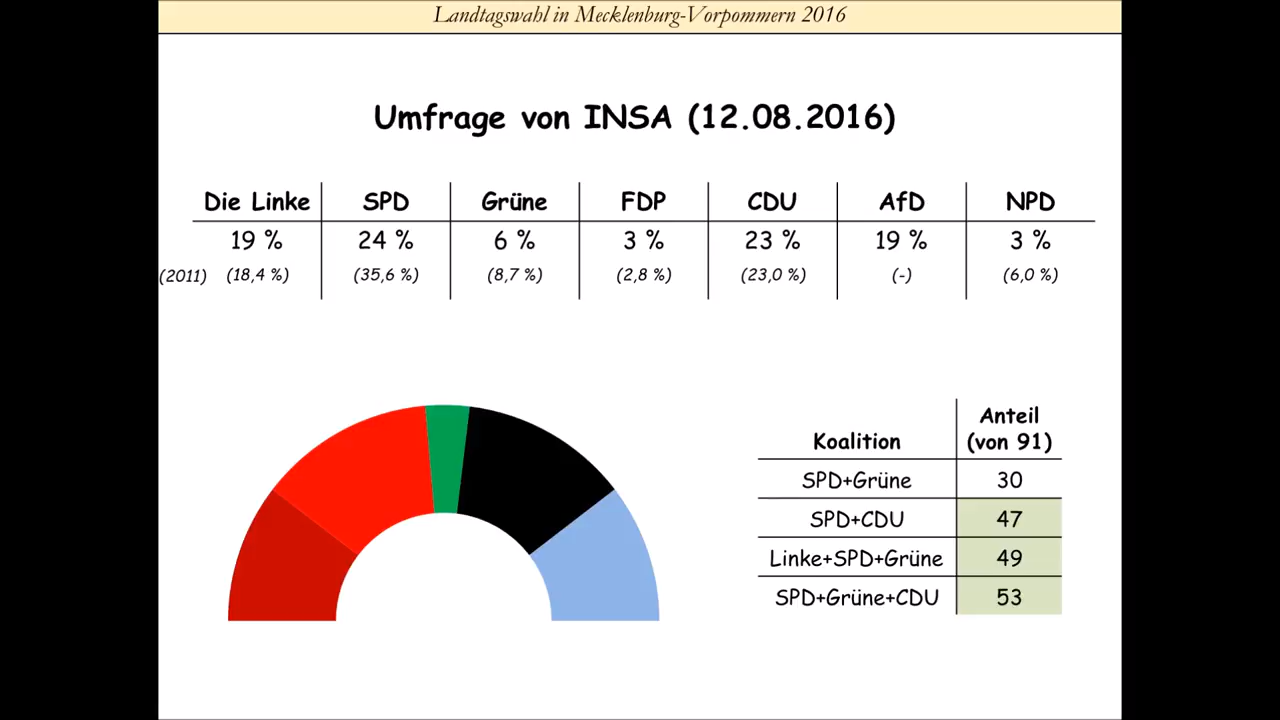 Landtagswahl in Mecklenburg-Vorpommern 2016
Umfrage von INSA (12.08.2016)
Die Linke SPD Grüne FDP CDU AfD NPD
19 % 24 % 6 % 3 % 23 % 19 % 3 %
(2011) (18,4 %) (35,6 %) (8,7 %) (2,8 %) (23,0 %) (-) (6,0 %)
Koalition Anteil
(von 91)
SPD+Grüne 30
SPD+CDU 47
Linke+SPD+Grüne 49
SPD+Grüne+CDU 53